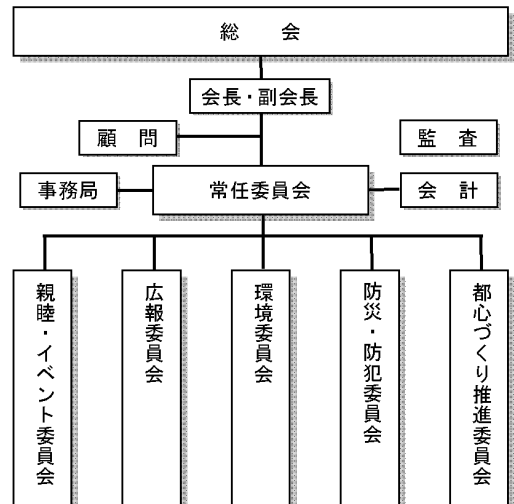 総　会
会長・副会長
顧　問
監　査
事務局
常任委員会
会　計
親睦・イベント委員会
広報委員会
環境委員会
防災・防犯委員会
都心づくり推進委員会